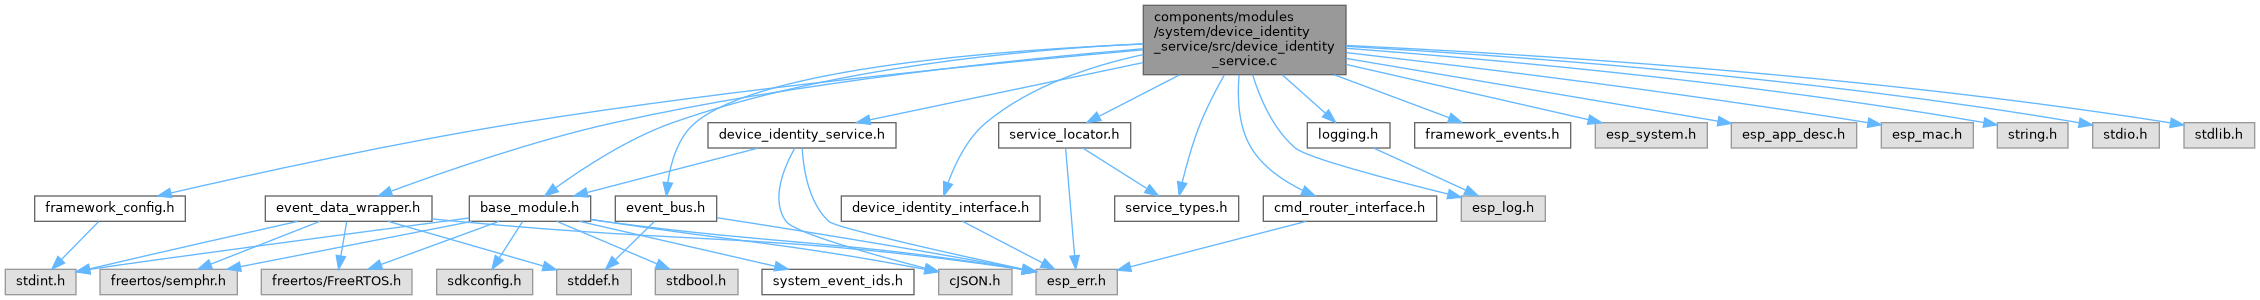 components/modules
/system/device_identity
_service/src/device_identity
_service.c
device_identity_service.h
service_locator.h
logging.h
framework_events.h
esp_system.h
esp_app_desc.h
esp_mac.h
string.h
stdio.h
stdlib.h
framework_config.h
event_data_wrapper.h
base_module.h
event_bus.h
device_identity_interface.h
service_types.h
cmd_router_interface.h
esp_log.h
stdint.h
freertos/semphr.h
freertos/FreeRTOS.h
sdkconfig.h
stddef.h
stdbool.h
system_event_ids.h
cJSON.h
esp_err.h